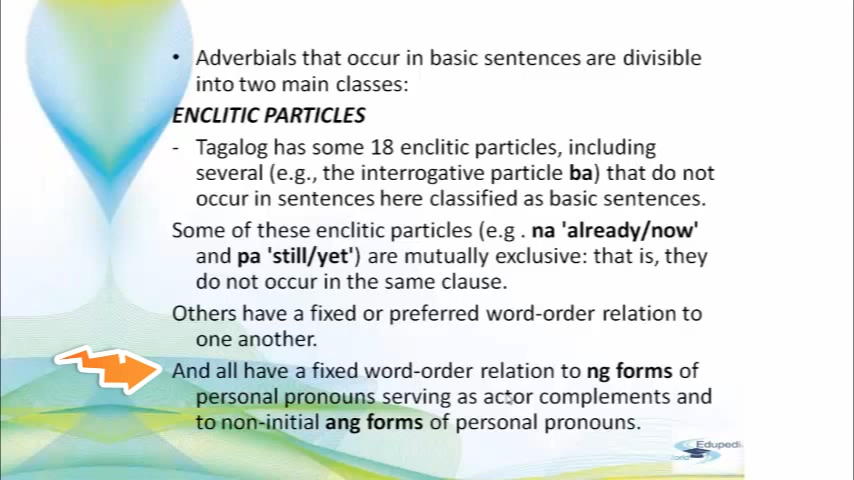 • Adverbials that occur in basic sentences are divisible
into two main classes:
ENCLITIC PARTICLES
- Tagalog has some 18 enclitic particles, including
several (e.g., the interrogative particle ba) that do not
occur in sentences here classified as basic sentences.
Some of these enclitic particles (e.g . na 'already/now'
and pa 'still/yet') are mutually exclusive: that is, they
do not occur in the same clause.
Others have a fixed or preferred word-order relation to
one another.
And all have a fixed word-order relation to ng forms of
personal pronouns serving as actor complements and
to non-initial ang forms of personal pronouns.
Edupedi